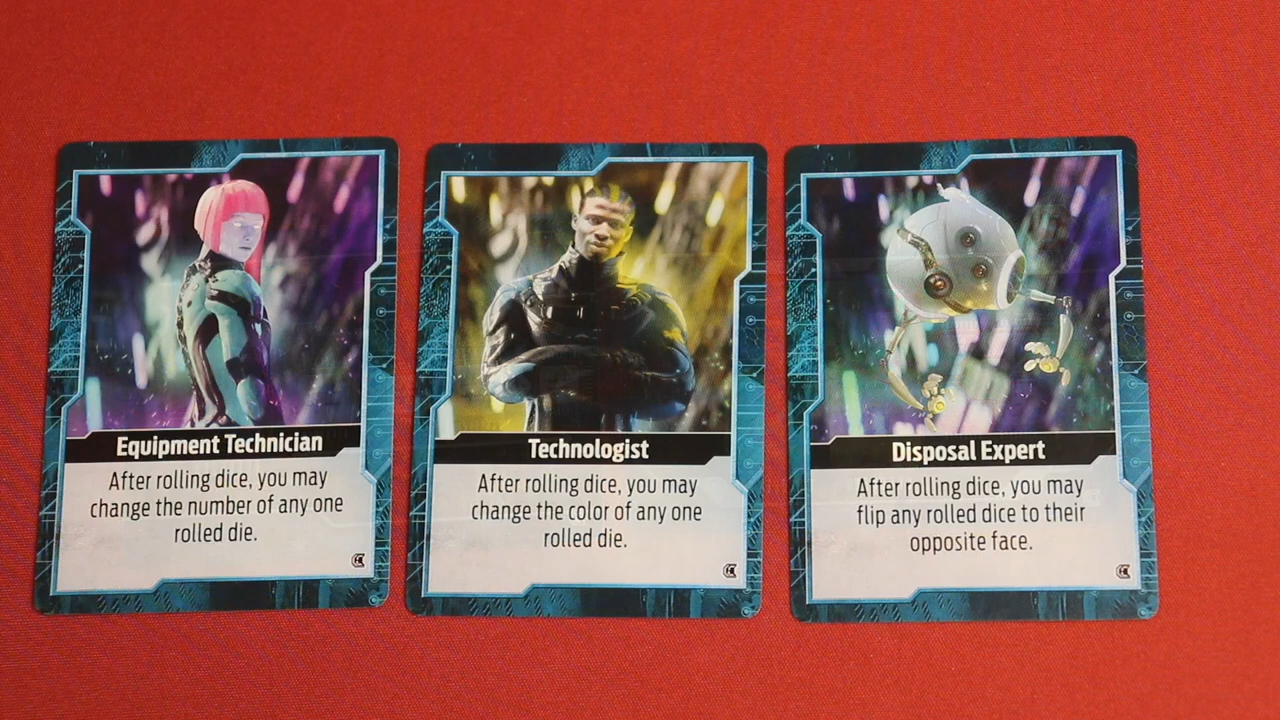 Equipment Technician
After rolling dice, you may
change the number of any one
rolled die.
Technologist
After rolling dice, you may
change the color of any one
rolled die.
Disposal Expert
After rolling dice, you may
flip any rolled dice to their
opposite face.